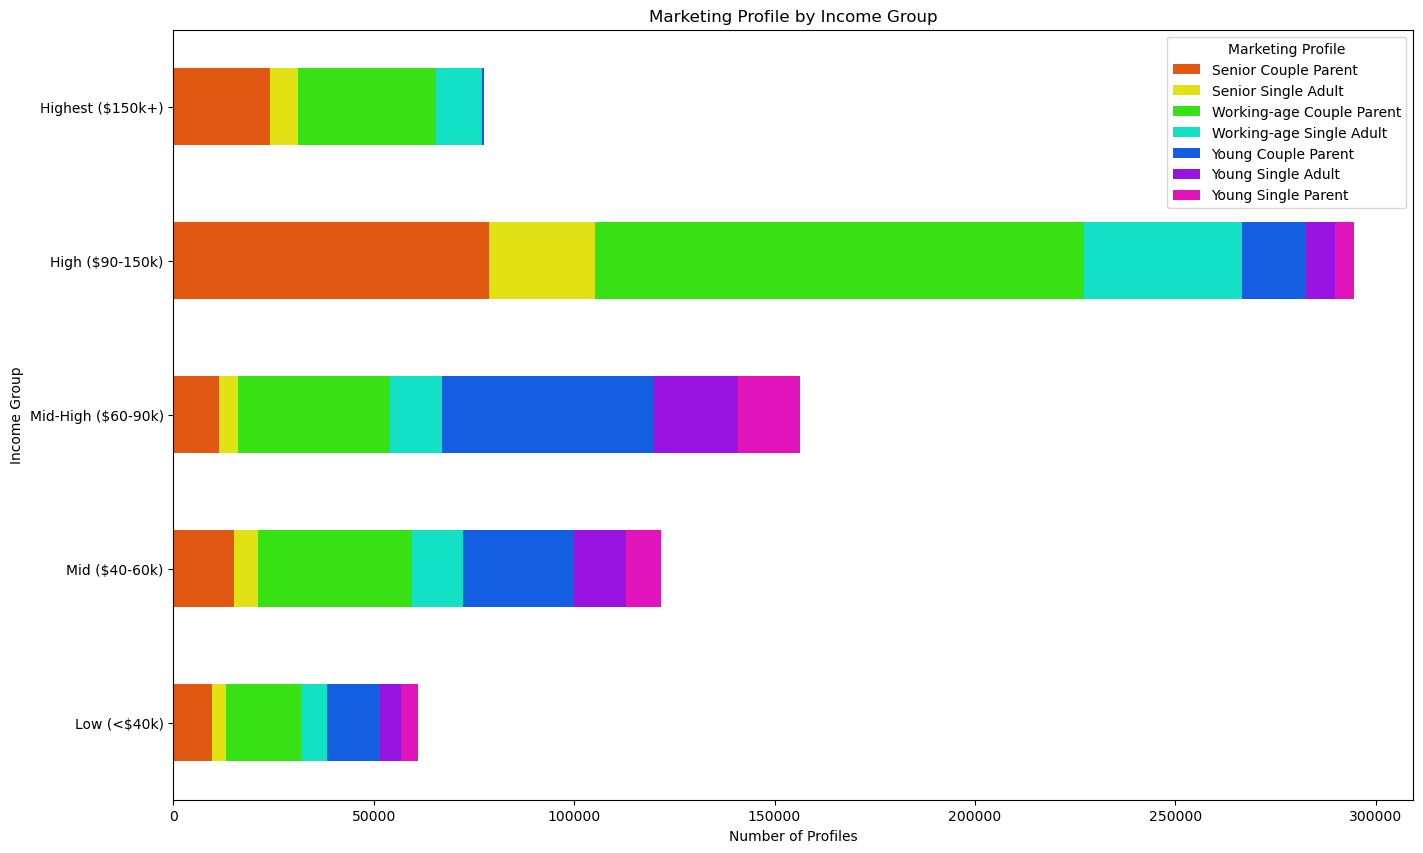 Marketing Profile by Income Group
Marketing Profile
Senior Couple Parent
Senior Single Adult
Working-age Couple Parent
Working-age Single Adult
Young Couple Parent
Young Single Adult
Young Single Parent
Income Group
Highest ($150k+)
High ($90-150k)
Mid-High ($60-90k)
Mid ($40-60k)
Low (<$40k)
0 50000 100000 150000 200000 250000 300000
Number of Profiles